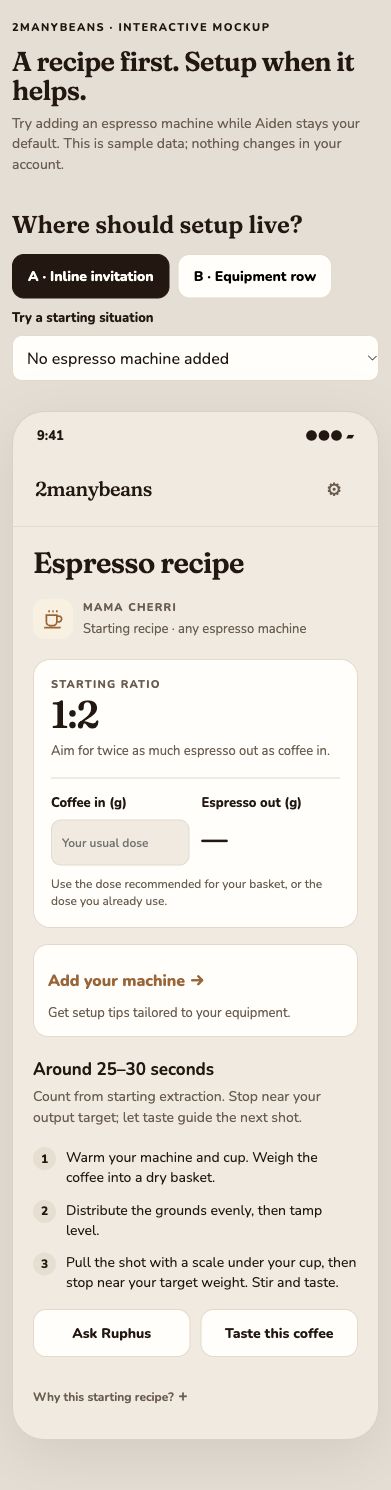 2MANYBEANS · INTERACTIVE MOCKUP
A recipe first. Setup when it
helps.
Try adding an espresso machine while Aiden stays your
default. This is sample data; nothing changes in your
account.
Where should setup live?
A · Inline invitation
B · Equipment row
Try a starting situation
No espresso machine added
9:41
2manybeans
Espresso recipe
MAMA CHERRI
Starting recipe · any espresso machine
STARTING RATIO
1:2
Aim for twice as much espresso out as coffee in.
Coffee in (g)
Espresso out (g)
Your usual dose
—
Use the dose recommended for your basket, or the
dose you already use.
Add your machine →
Get setup tips tailored to your equipment.
Around 25–30 seconds
Count from starting extraction. Stop near your
output target; let taste guide the next shot.
1 Warm your machine and cup. Weigh the
coffee into a dry basket.
2 Distribute the grounds evenly, then tamp
level.
3 Pull the shot with a scale under your cup, then
stop near your target weight. Stir and taste.
Ask Ruphus
Taste this coffee
Why this starting recipe? +